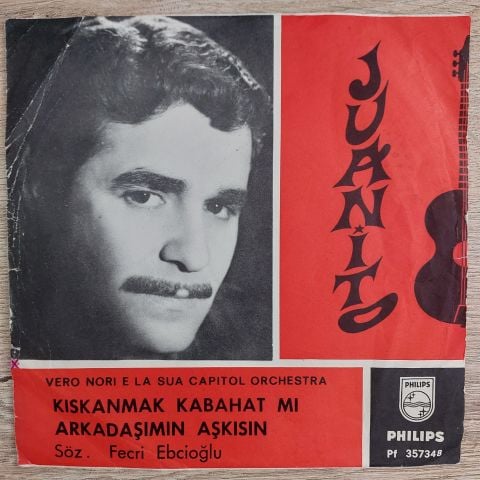 JUANITO
VERO NORI E LA SUA CAPITOL ORCHESTRA
KISKANMAK KABAHAT MI
ARKADAŞIMIN AŞKISIN
Söz. Fecri Ebcioğlu
PHILIPS
PHILIPS
Pf 357348